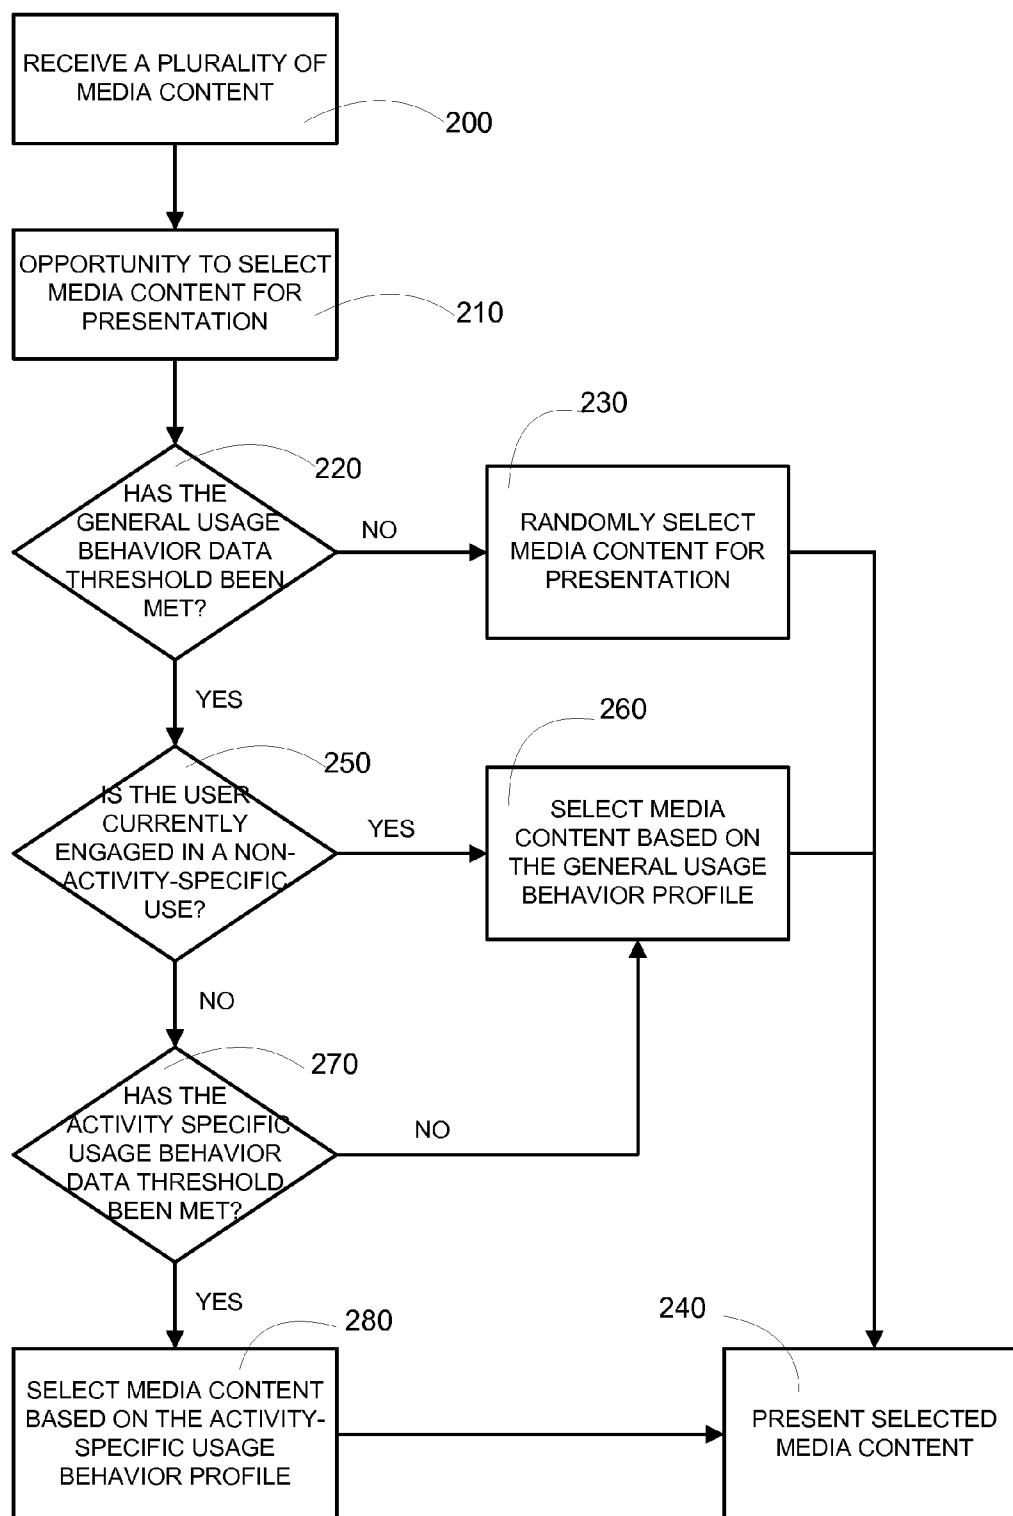 RECEIVE A PLURALITY OF
MEDIA CONTENT
200
OPPORTUNITY TO SELECT
MEDIA CONTENT FOR
PRESENTATION
210
220
HAS THE
GENERAL USAGE
BEHAVIOR DATA
THRESHOLD BEEN
MET?
NO
230
RANDOMLY SELECT
MEDIA CONTENT FOR
PRESENTATION
YES
250
IS THE USER
CURRENTLY
ENGAGED IN A NON-
ACTIVITY-SPECIFIC
USE?
YES
260
SELECT MEDIA
CONTENT BASED ON
THE GENERAL USAGE
BEHAVIOR PROFILE
NO
270
HAS THE
ACTIVITY SPECIFIC
USAGE BEHAVIOR
DATA THRESHOLD
BEEN MET?
NO
YES
280
SELECT MEDIA CONTENT
BASED ON THE ACTIVITY-
SPECIFIC USAGE
BEHAVIOR PROFILE
240
PRESENT SELECTED
MEDIA CONTENT